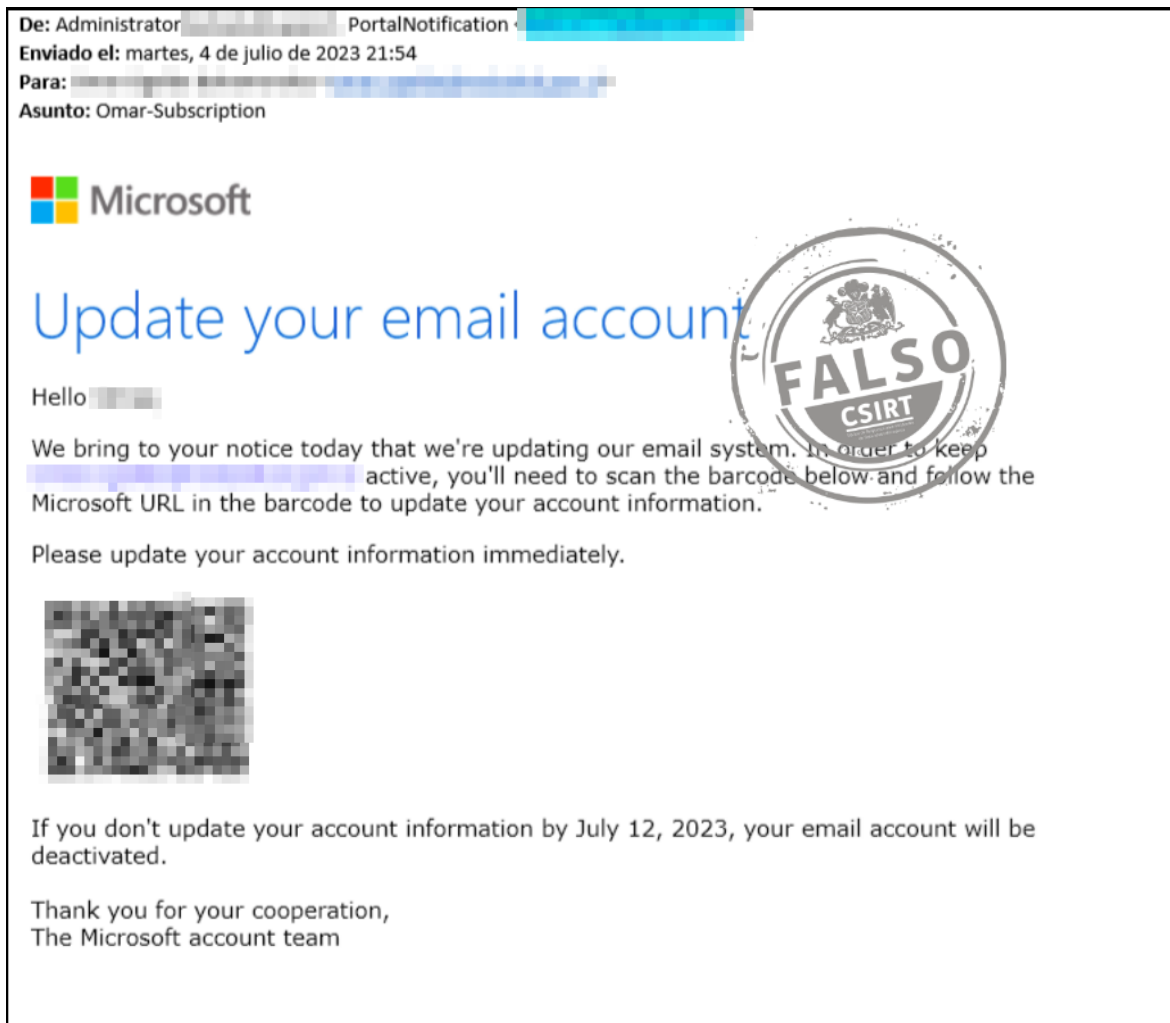 De: Administrator PortalNotification
Enviado el: martes, 4 de julio de 2023 21:54
Para:
Asunto: Omar-Subscription
Microsoft
Update your email account
FALSO
CSIRT
Hello
We bring to your notice today that we're updating our email system. In order to keep
active, you'll need to scan the barcode below and follow the
Microsoft URL in the barcode to update your account information.
Please update your account information immediately.
If you don't update your account information by July 12, 2023, your email account will be
deactivated.
Thank you for your cooperation,
The Microsoft account team